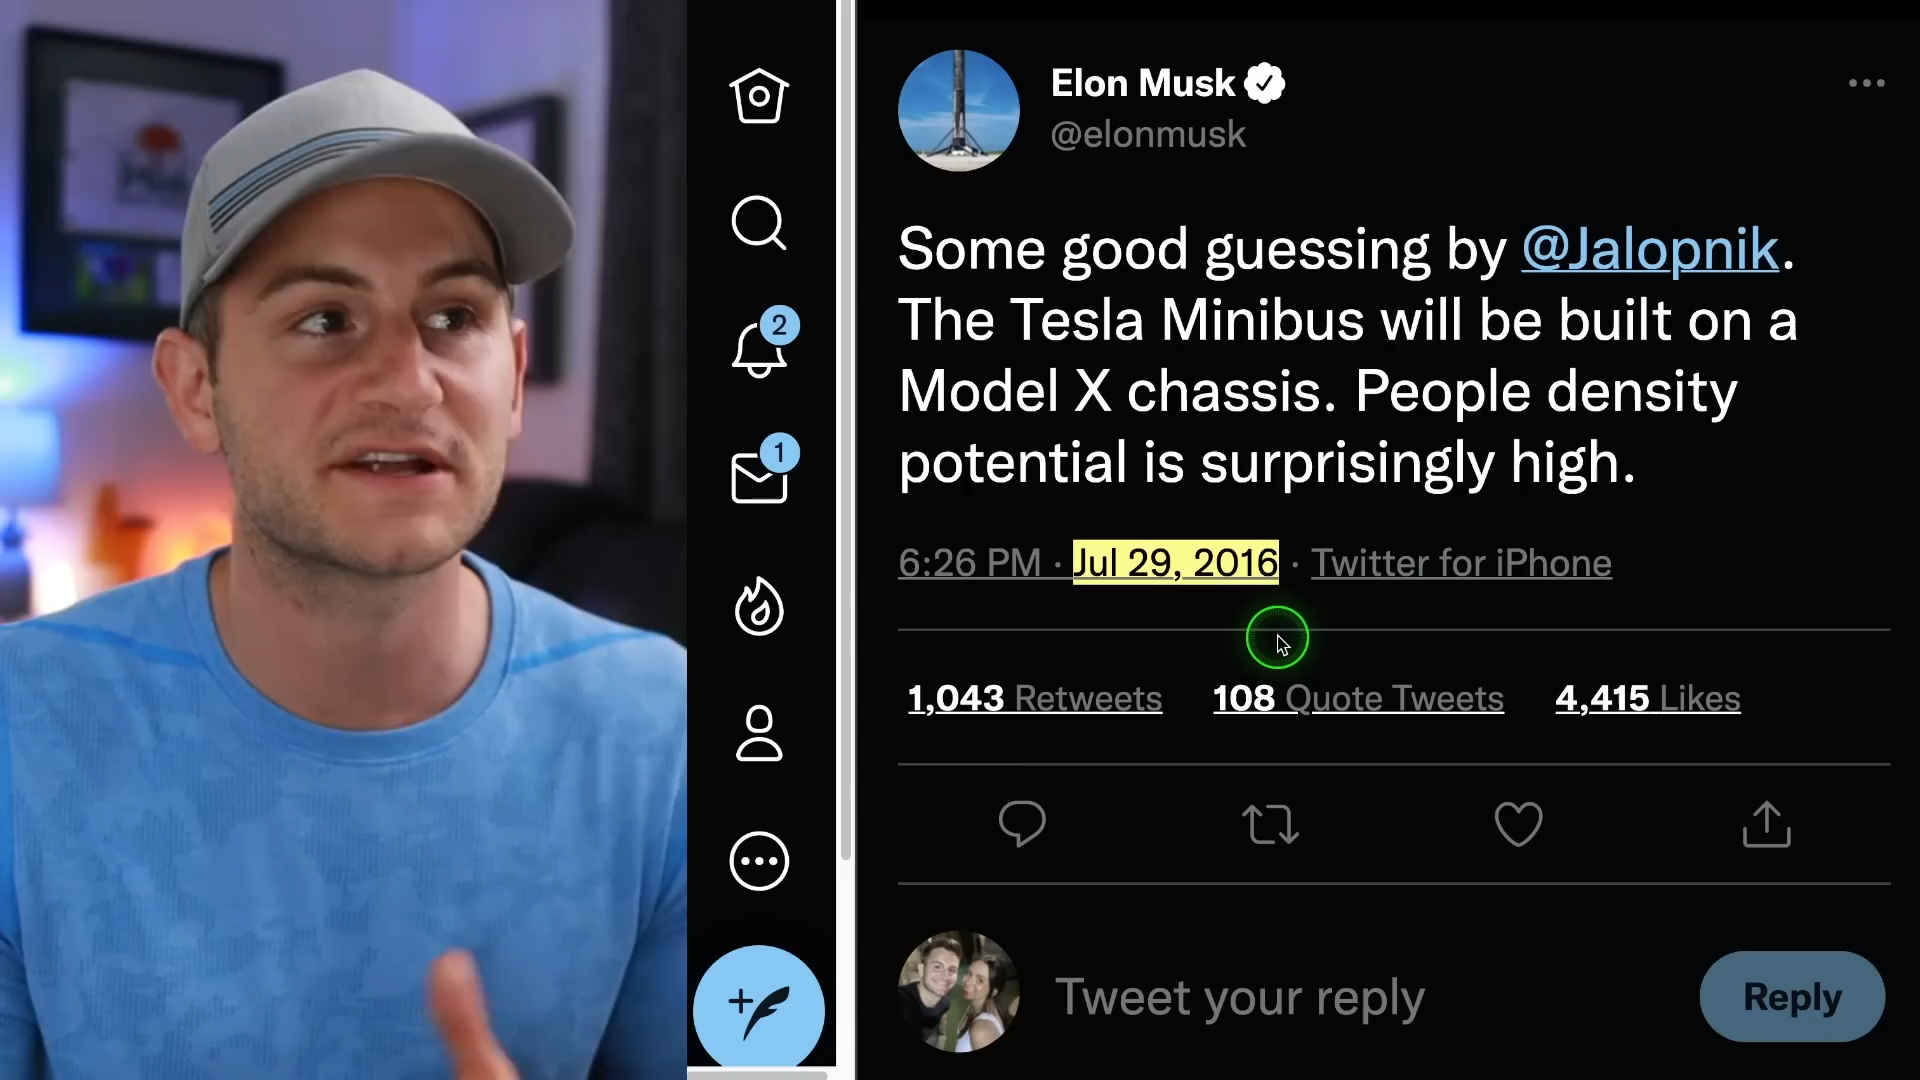 2
1
Elon Musk
@elonmusk
Some good guessing by @Jalopnik.
The Tesla Minibus will be built on a
Model X chassis. People density
potential is surprisingly high.
6:26 PM · Jul 29, 2016 · Twitter for iPhone
1,043 Retweets 108 Quote Tweets 4,415 Likes
Tweet your reply
Reply